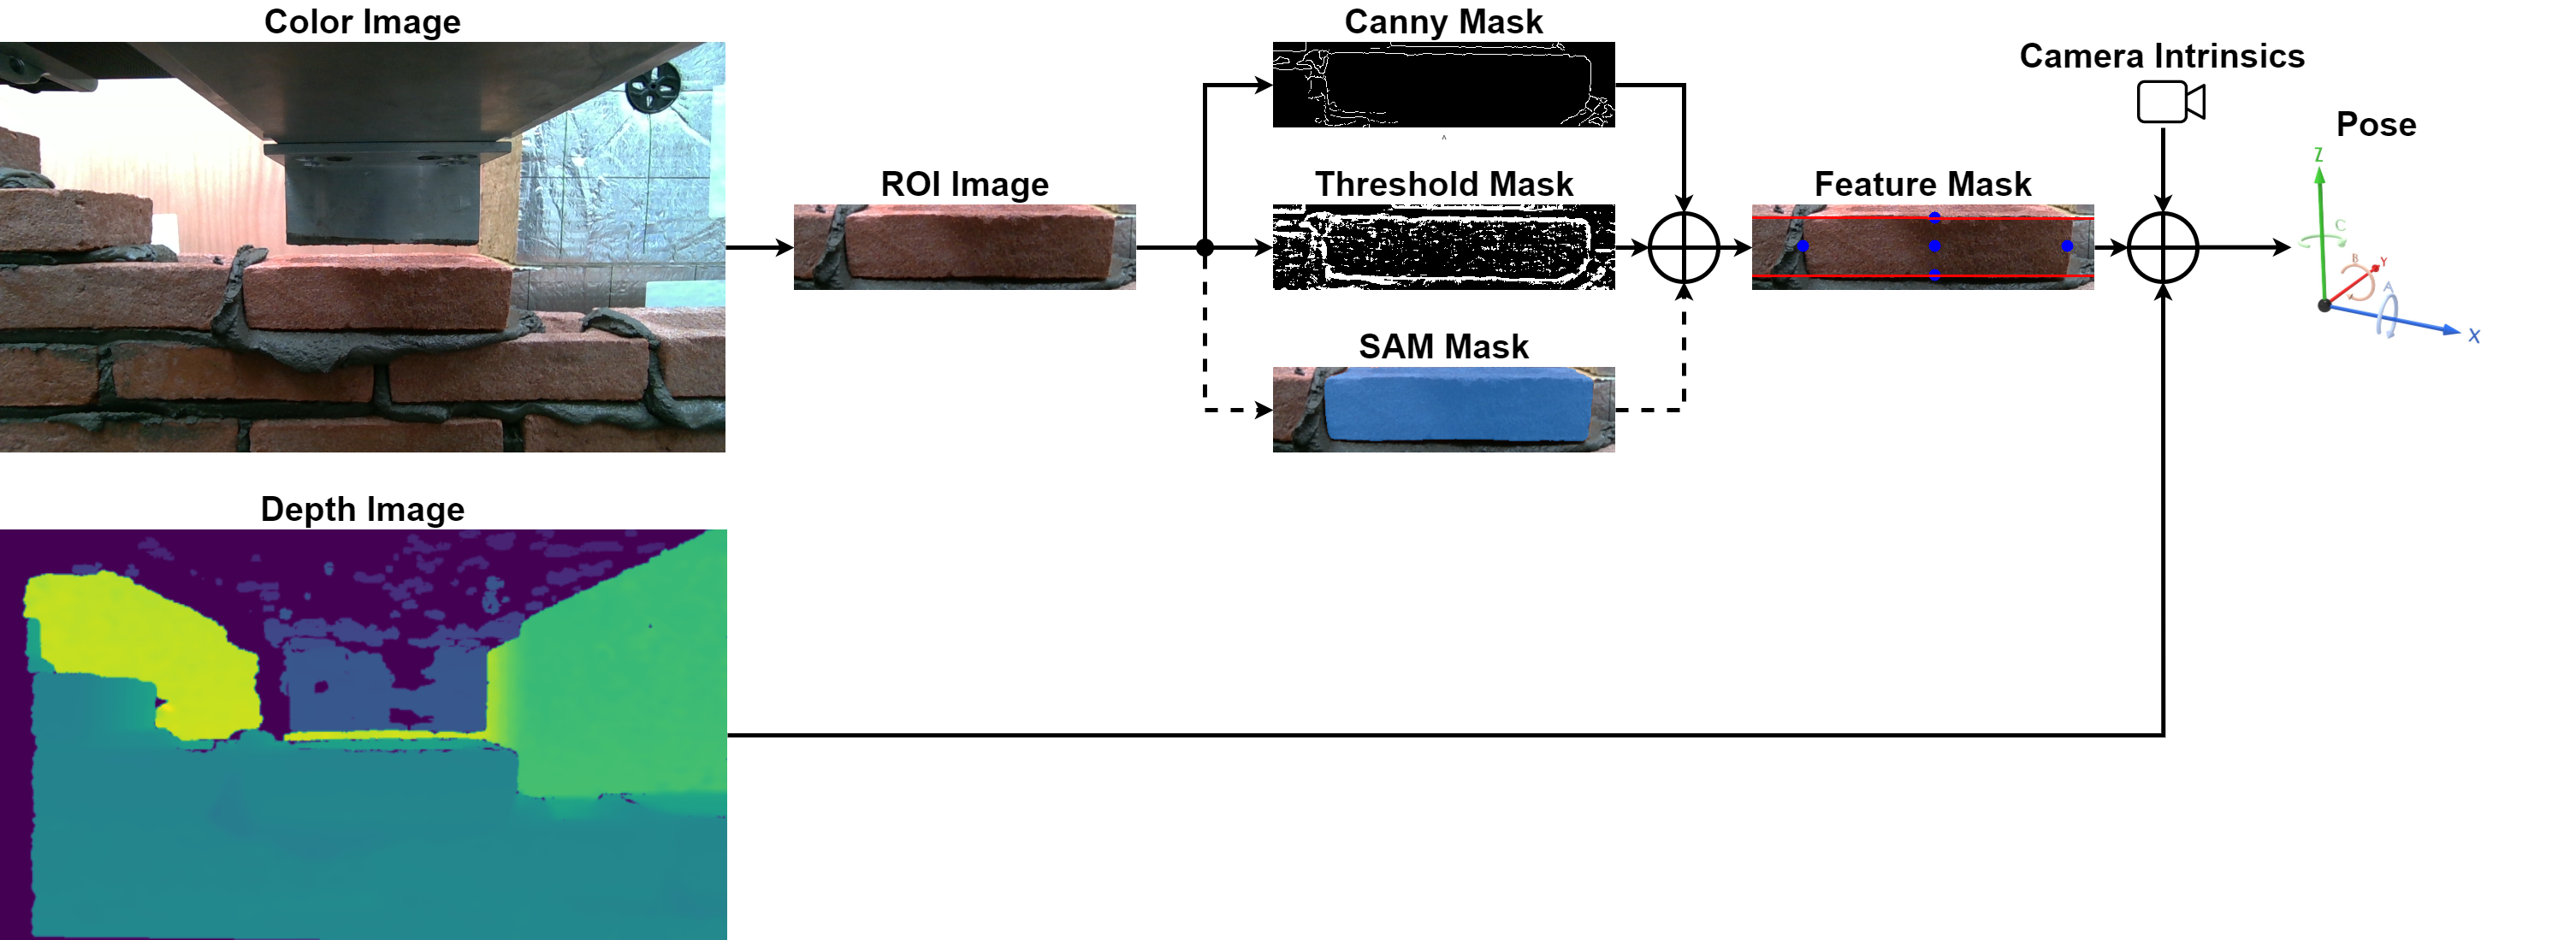 Color Image
Canny Mask
Camera Intrinsics
Pose
ROI Image
Threshold Mask
Feature Mask
SAM Mask
Depth Image
Z
C
B
Y
A
X